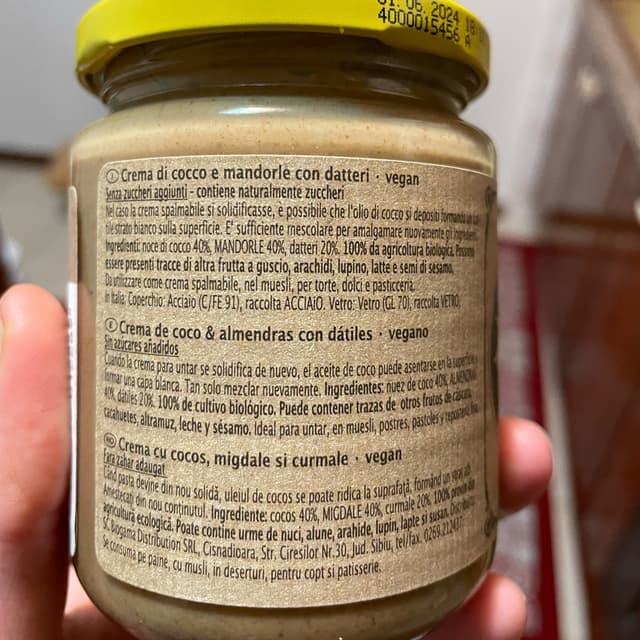 01. 06. 2024 18
4000015456 A
I Crema di cocco e mandorle con datteri · vegan
Senza zuccheri aggiunti - contiene naturalmente zuccheri
Nel caso la crema spalmabile si solidificasse, è possibile che l'olio di cocco si depositi formando un
tile strato bianco sulla superficie. E' sufficiente mescolare per amalgamare nuovamente gli ingredienti.
Ingredienti: noce di cocco 40%, MANDORLE 40%, datteri 20%. 100% da agricoltura biologica. Possono
essere presenti tracce di altra frutta a guscio, arachidi, lupino, latte e semi di sesamo.
Da utilizzare come crema spalmabile, nel muesli, per torte, dolci e pasticceria.
In Italia: Coperchio: Acciaio (C/FE 91), raccolta ACCIAIO. Vetro: Vetro (GL 70), raccolta VETRO.
E Crema de coco & almendras con dátiles · vegano
Sin azúcares añadidos
Cuando la crema para untar se solidifica de nuevo, el aceite de coco puede asentarse en la superficie y
formar una capa blanca. Tan solo mezclar nuevamente. Ingredientes: nuez de coco 40%, ALMENDRAS
40%, dátiles 20%. 100% de cultivo biológico. Puede contener trazas de otros frutos de cáscara,
cacahuetes, altramuz, leche y sésamo. Ideal para untar, en muesli, postres, pasteles y repostería fina.
RO Crema cu cocos, migdale si curmale · vegan
Fara zahar adaugat
Când pasta devine din nou solidă, uleiul de cocos se poate ridica la suprafață, formând un strat alb.
Amestecați din nou conținutul. Ingrediente: cocos 40%, MIGDALE 40%, curmale 20%. 100% provin din
agricultură ecologică. Poate contine urme de nuci, alune, arahide, lupin, lapte si susan. Distribuitor:
SC Biogama Distribution SRL, Cisnadioara, Str. Ciresilor Nr.30, Jud. Sibiu, tel/fax. 0269.212437
Se consuma pe paine, cu musli, in deserturi, pentru copt si patisserie.